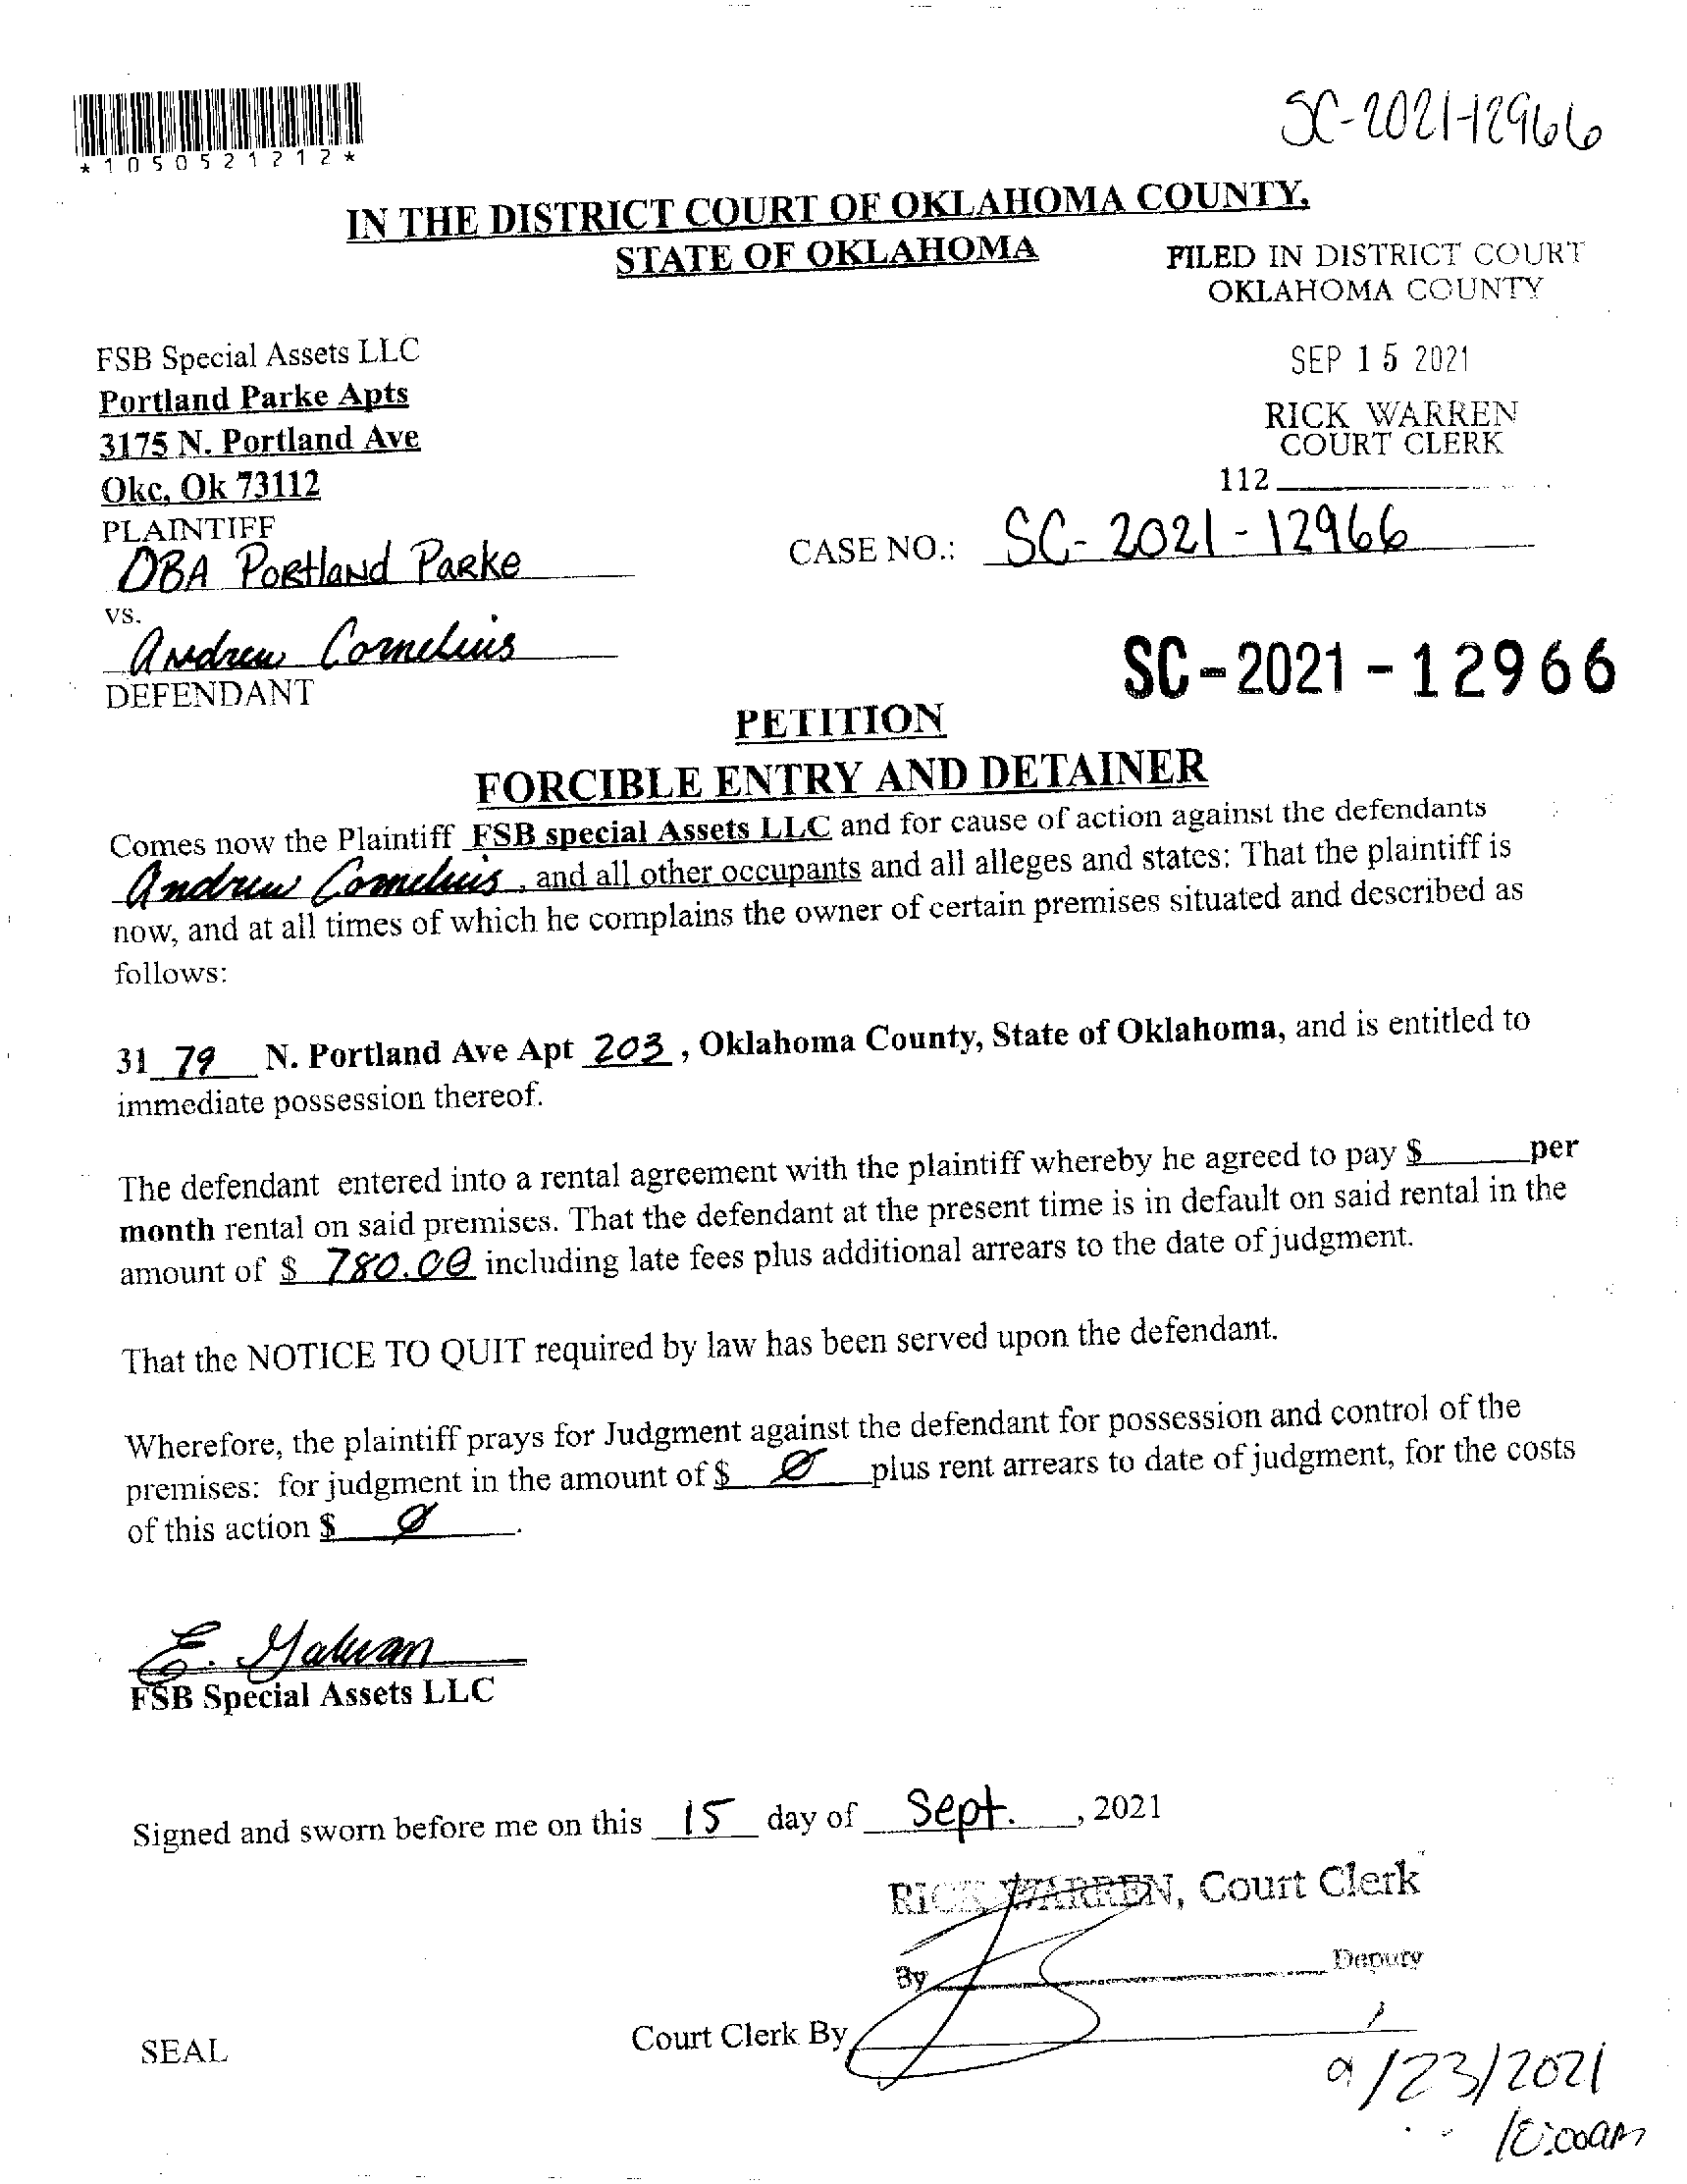 SC-2021-12966
*1050521212*
IN THE DISTRICT COURT OF OKLAHOMA COUNTY,
STATE OF OKLAHOMA
FILED IN DISTRICT COURT
OKLAHOMA COUNTY
FSB Special Assets LLC
Portland Parke Apts
3175 N. Portland Ave
Okc, Ok 73112
PLAINTIFF
DBA Portland Parke
SEP 15 2021
RICK WARREN
COURT CLERK
112
CASE NO.: SC-2021-12966
vs.
Andrew Cornelius
DEFENDANT
SC-2021-12966
PETITION
FORCIBLE ENTRY AND DETAINER
Comes now the Plaintiff FSB special Assets LLC and for cause of action against the defendants
Andrew Cornelius, and all other occupants and all alleges and states: That the plaintiff is
now, and at all times of which he complains the owner of certain premises situated and described as
follows:
31 79 N. Portland Ave Apt 203, Oklahoma County, State of Oklahoma, and is entitled to
immediate possession thereof.
The defendant entered into a rental agreement with the plaintiff whereby he agreed to pay $ per
month rental on said premises. That the defendant at the present time is in default on said rental in the
amount of $ 780.00 including late fees plus additional arrears to the date of judgment.
That the NOTICE TO QUIT required by law has been served upon the defendant.
Wherefore, the plaintiff prays for Judgment against the defendant for possession and control of the
premises: for judgment in the amount of $ Ø plus rent arrears to date of judgment, for the costs
of this action $ Ø.
E. Galvan
FSB Special Assets LLC
Signed and sworn before me on this 15 day of Sept., 2021
RICK WARREN, Court Clerk
By Deputy
SEAL
Court Clerk By
9/23/2021
10:00am